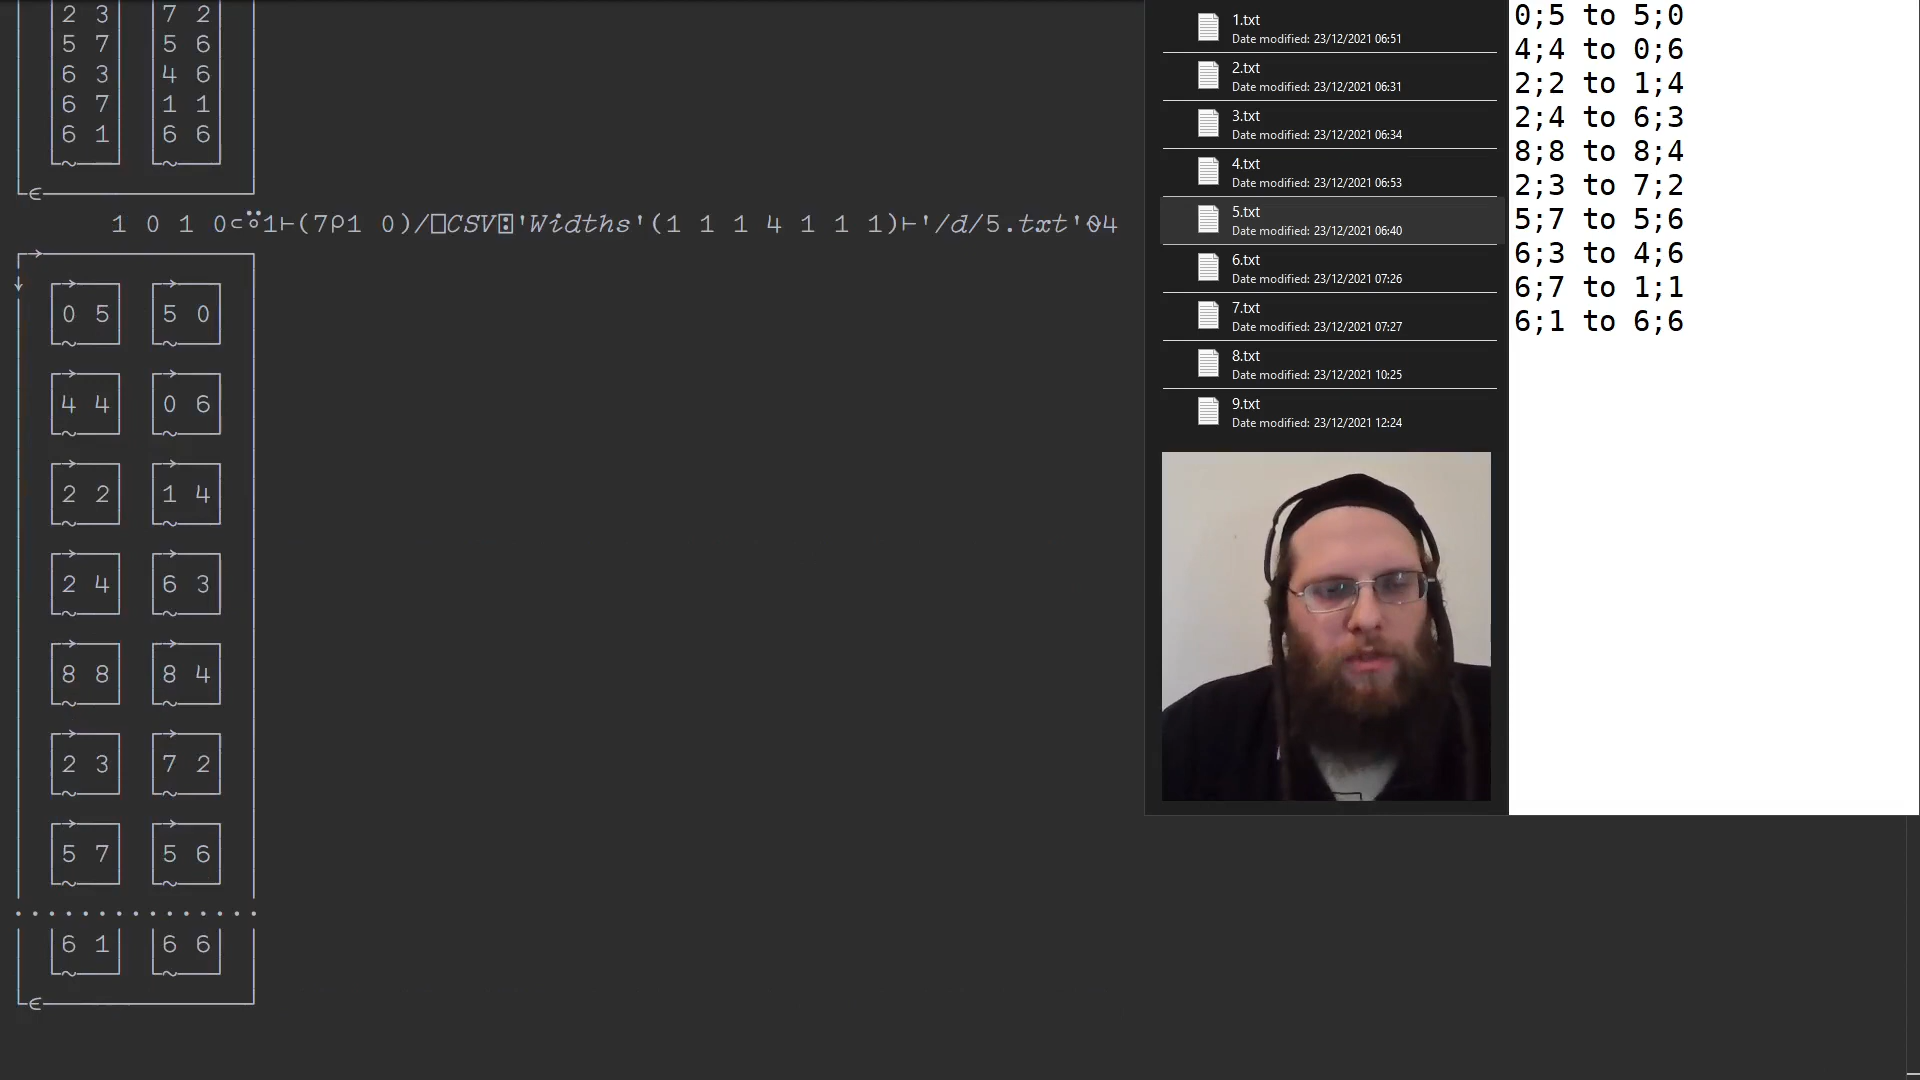 2 3 7 2
5 7 5 6
6 3 4 6
6 7 1 1
6 1 6 6
1 0 1 0⊂⍤1⊢(7⍴1 0)/⎕CSV⍠'Widths'(1 1 1 4 1 1 1)⊢'/d/5.txt'⍬4
0 5 5 0
4 4 0 6
2 2 1 4
2 4 6 3
8 8 8 4
2 3 7 2
5 7 5 6
6 1 6 6
1.txt
Date modified: 23/12/2021 06:51
2.txt
Date modified: 23/12/2021 06:31
3.txt
Date modified: 23/12/2021 06:34
4.txt
Date modified: 23/12/2021 06:53
5.txt
Date modified: 23/12/2021 06:40
6.txt
Date modified: 23/12/2021 07:26
7.txt
Date modified: 23/12/2021 07:27
8.txt
Date modified: 23/12/2021 10:25
9.txt
Date modified: 23/12/2021 12:24
0;5 to 5;0
4;4 to 0;6
2;2 to 1;4
2;4 to 6;3
8;8 to 8;4
2;3 to 7;2
5;7 to 5;6
6;3 to 4;6
6;7 to 1;1
6;1 to 6;6